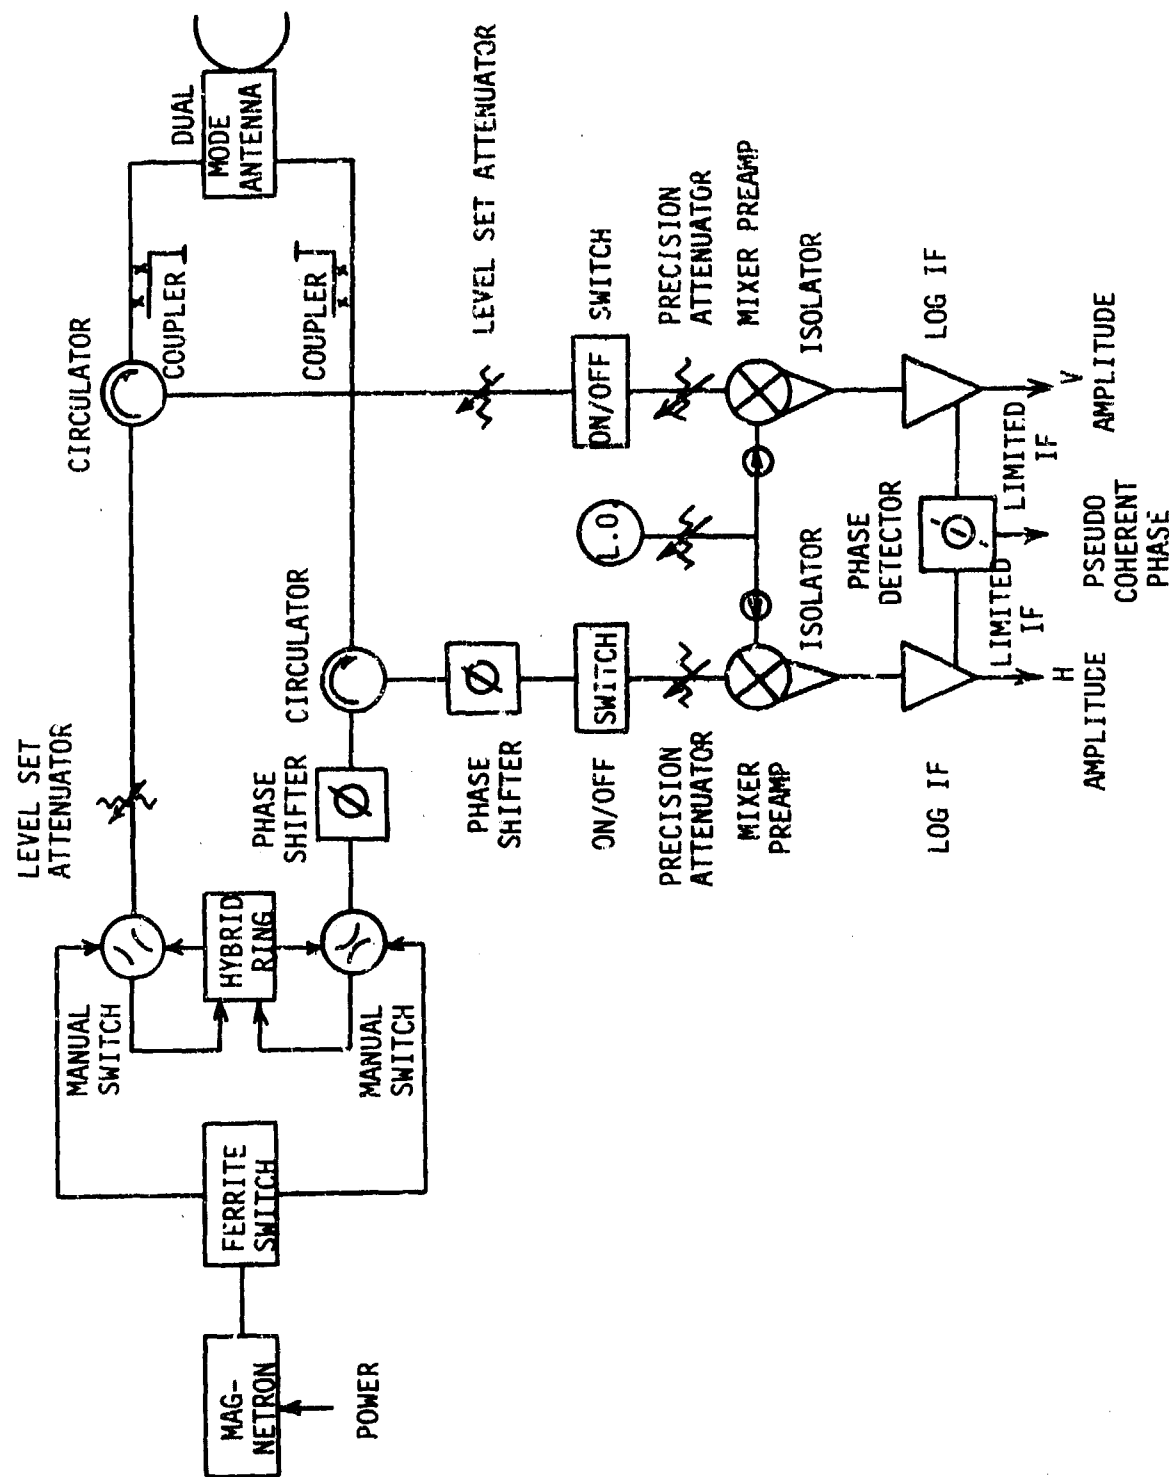 MAG-
NETRON
POWER
FERRITE
SWITCH
MANUAL
SWITCH
MANUAL
SWITCH
HYBRID
RING
LEVEL SET
ATTENUATOR
PHASE
SHIFTER
CIRCULATOR
CIRCULATOR
COUPLER
COUPLER
DUAL
MODE
ANTENNA
PHASE
SHIFTER
LEVEL SET ATTENUATOR
ON/OFF
SWITCH
ON/OFF
SWITCH
L.O.
PRECISION
ATTENUATOR
PRECISION
ATTENUATOR
MIXER
PREAMP
MIXER PREAMP
ISOLATOR
ISOLATOR
PHASE
DETECTOR
LOG IF
LOG IF
LIMITED
IF
LIMITED
IF
H
AMPLITUDE
PSEUDO
COHERENT
PHASE
V
AMPLITUDE